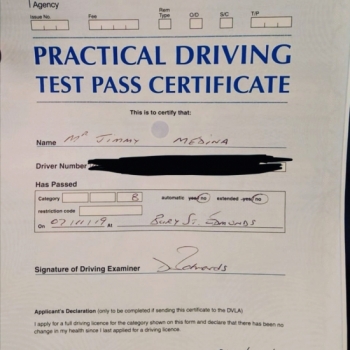 Agency
Issue No. Fee Rem Type O/D S/C T/P
PRACTICAL DRIVING
TEST PASS CERTIFICATE
This is to certify that:
Name Mr JIMMY MEDINA
Driver Number
Has Passed
Category B automatic yes/no extended yes/no
restriction code
On 07/11/19 At Bury St. Edmunds
Signature of Driving Examiner Edwards
Applicant's Declaration (only to be completed if sending this certificate to the DVLA)
I apply for a full driving licence for the category shown on this form and declare that there has been
no change in my health since I last applied for a driving licence.